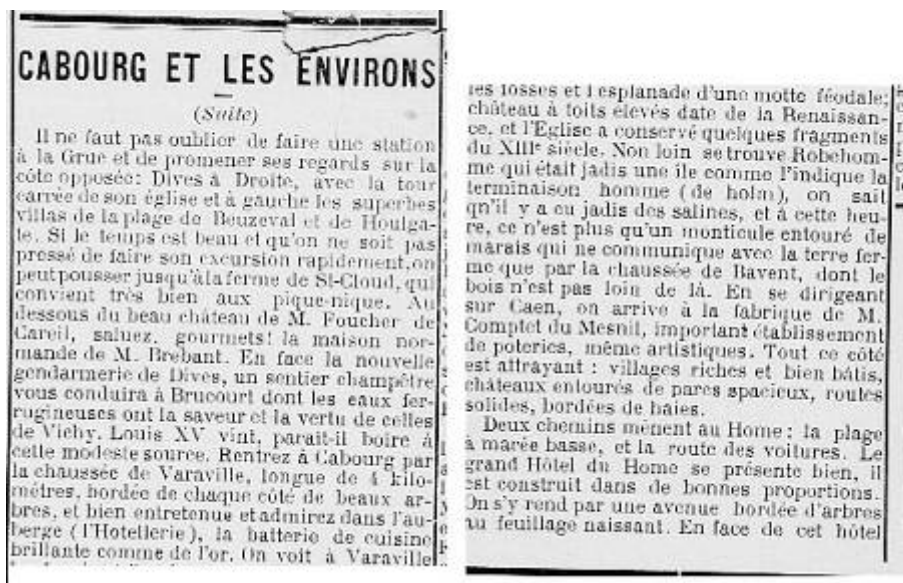 CABOURG ET LES ENVIRONS
(Suite)
Il ne faut pas oublier de faire une station
à la Grue et de promener ses regards sur la
côte opposée: Dives à Droite, avec la tour
carrée de son église et à gauche les superbes
villas de la plage de Beuzeval et de Houlga-
te. Si le temps est beau et qu'on ne soit pas
pressé de faire son excursion rapidement, on
peut pousser jusqu'à la ferme de St-Cloud, qui
convient très bien aux pique-nique. Au
dessous du beau château de M. Foucher de
Careil, saluez, gourmets! la maison nor-
mande de M. Brebant. En face la nouvelle
gendarmerie de Dives, un sentier champêtre
vous conduira à Brucourt dont les eaux fer-
rugineuses ont la saveur et la vertu de celles
de Vichy. Louis XV vint, paraît-il boire à
cette modeste source. Rentrez à Cabourg par
la chaussée de Varaville, longue de 4 kilo-
mètres, bordée de chaque côté de beaux ar-
bres, et bien entretenue et admirez dans l'au-
berge (l'Hotellerie), la batterie de cuisine
brillante comme de l'or. On voit à Varaville
les fosses et l'esplanade d'une motte féodale;
château à toits élevés date de la Renaissan-
ce, et l'Eglise a conservé quelques fragments
du XIIIe siècle. Non loin se trouve Robehom-
me qui était jadis une ile comme l'indique la
terminaison homme (de holm), on sait
qu'il y a eu jadis des salines, et à cette heu-
re, ce n'est plus qu'un monticule entouré de
marais qui ne communique avec la terre fer-
me que par la chaussée de Bavent, dont le
bois n'est pas loin de là. En se dirigeant
sur Caen, on arrive à la fabrique de M.
Comptet du Mesnil, important établissement
de poteries, même artistiques. Tout ce côté
est attrayant : villages riches et bien bâtis,
châteaux entourés de parcs spacieux, routes
solides, bordées de haies.
Deux chemins mènent au Home : la plage
à marée basse, et la route des voitures. Le
grand Hôtel du Home se présente bien, il
est construit dans de bonnes proportions.
On s'y rend par une avenue bordée d'arbres
au feuillage naissant. En face de cet hôtel